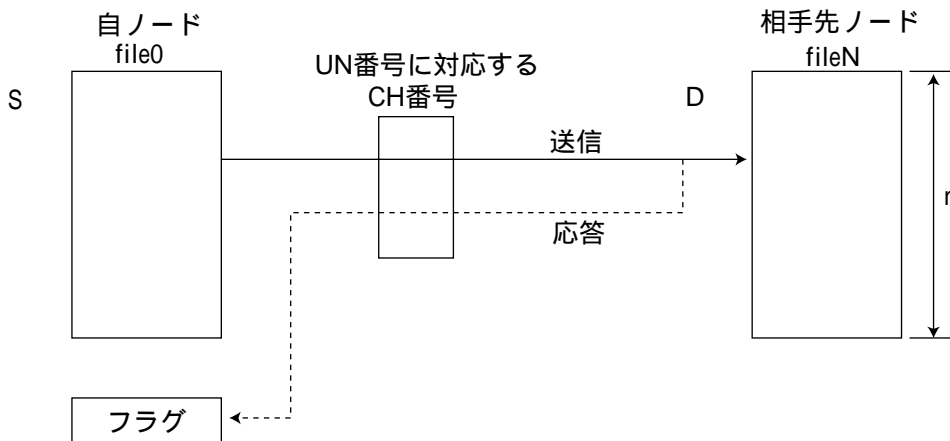 自ノード
file0
相手先ノード
fileN
UN番号に対応する
CH番号
S
D
送信
応答
フラグ